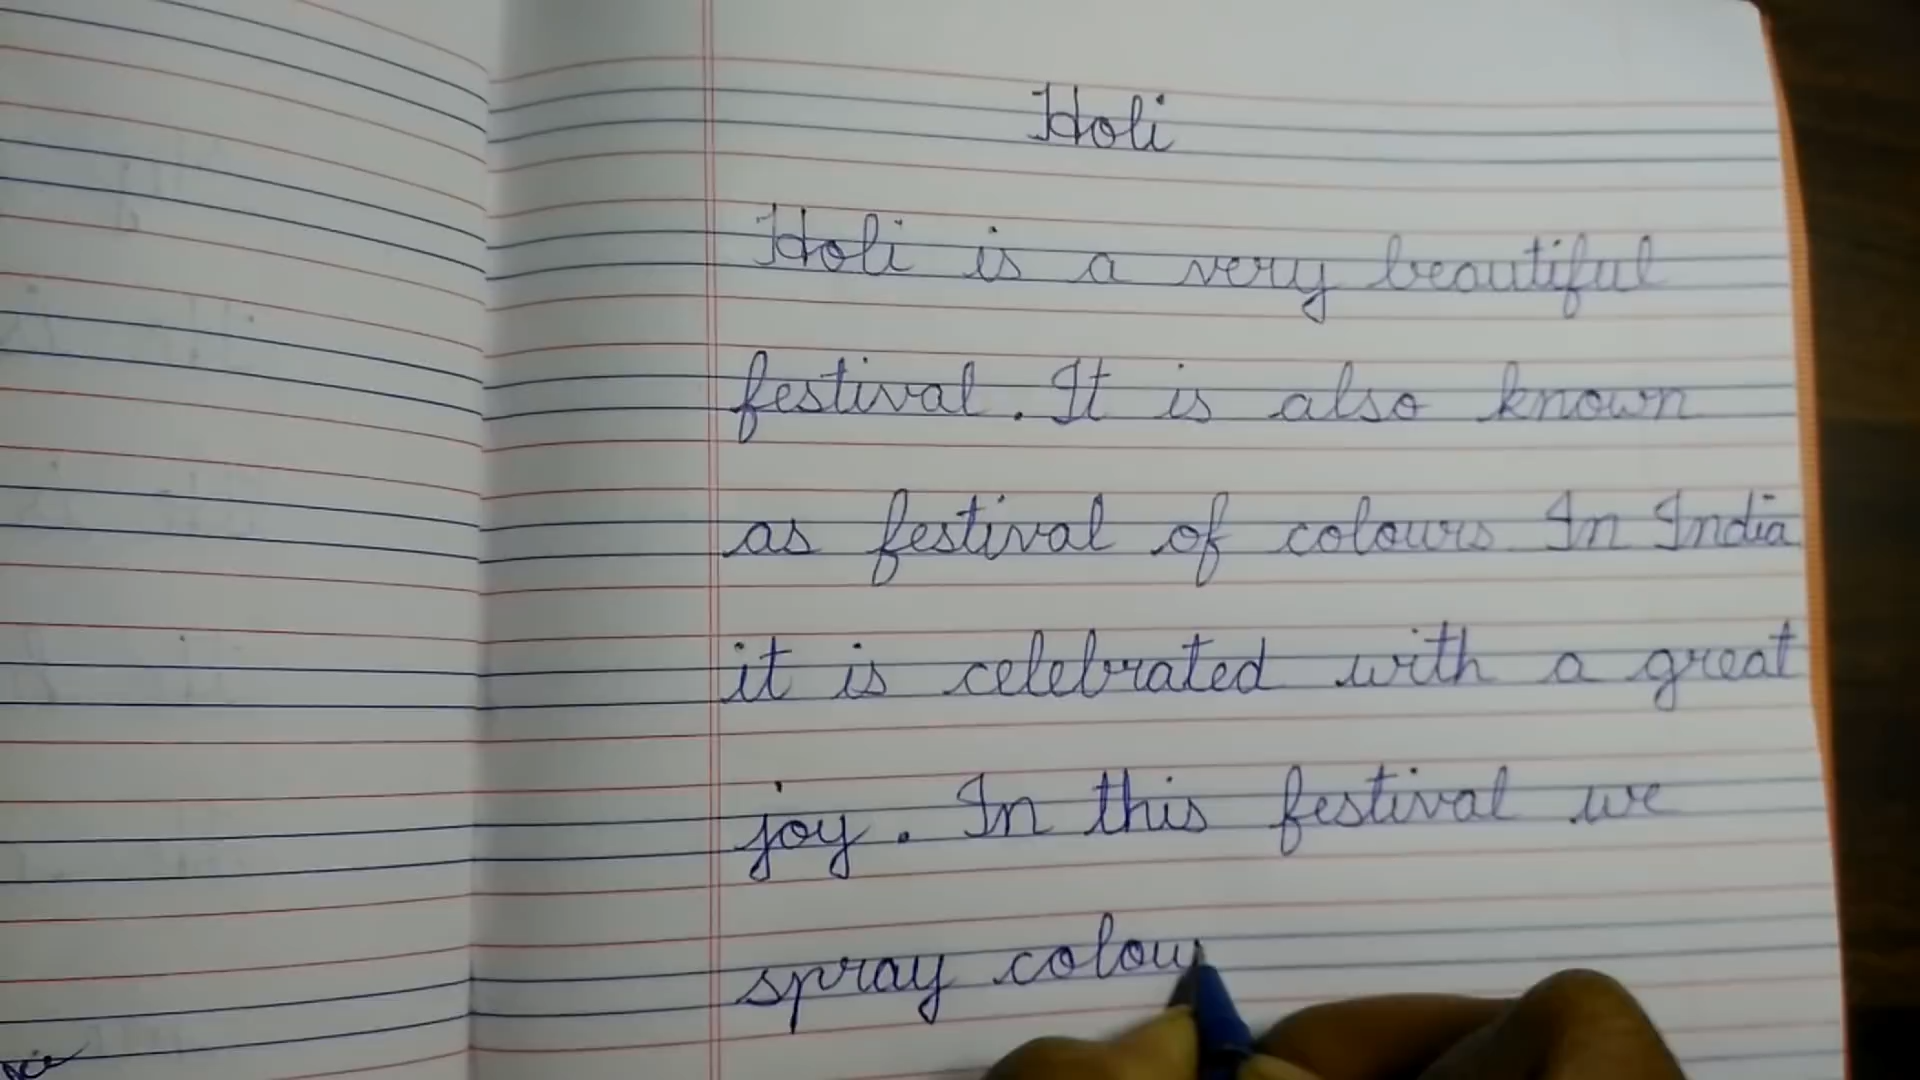 Holi
Holi is a very beautiful
festival. It is also known
as festival of colours In India
it is celebrated with a great
joy. In this festival we
spray colou